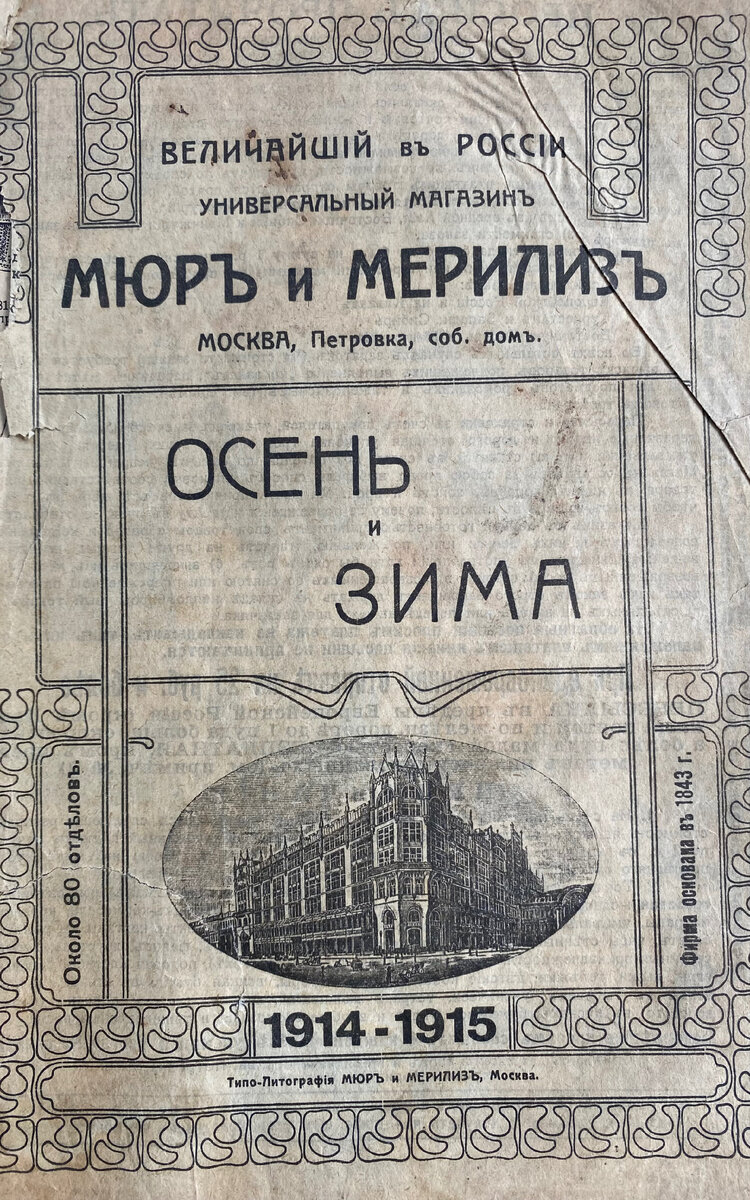 ВЕЛИЧАЙШІЙ въ РОССІИ
УНИВЕРСАЛЬНЫЙ МАГАЗИНЪ
МЮРЪ и МЕРИЛИЗЪ
МОСКВА, Петровка, соб. домъ.
ОСЕНЬ
и
ЗИМА
Около 80 отдѣловъ.
Фирма основана въ 1843 г.
1914-1915
Типо-Литографія МЮРЪ и МЕРИЛИЗЪ, Москва.